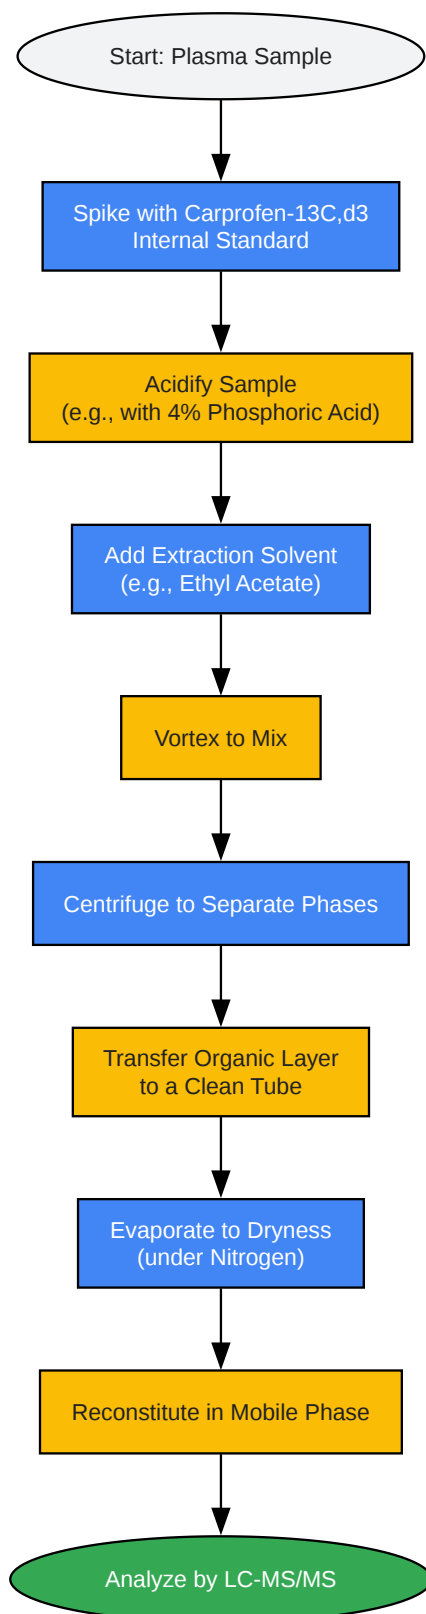 Start: Plasma Sample
Spike with Carprofen-13C,d3
Internal Standard
Acidify Sample
(e.g., with 4% Phosphoric Acid)
Add Extraction Solvent
(e.g., Ethyl Acetate)
Vortex to Mix
Centrifuge to Separate Phases
Transfer Organic Layer
to a Clean Tube
Evaporate to Dryness
(under Nitrogen)
Reconstitute in Mobile Phase
Analyze by LC-MS/MS